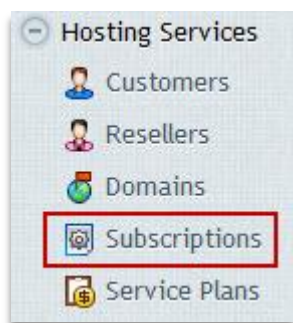 Hosting Services
Customers
Resellers
Domains
Subscriptions
Service Plans